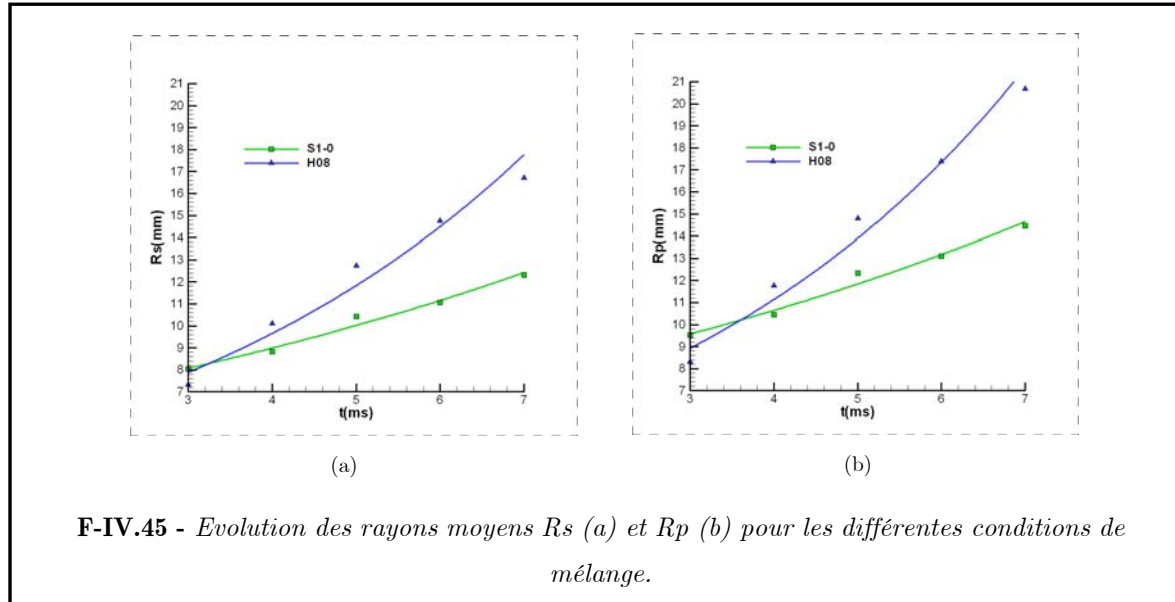 21
20
19
18
17
16
15
14
13
12
11
10
9
8
7
Rs(mm)
S1-0
H08
3 4 5 6 7
t(ms)
(a)
21
20
19
18
17
16
15
14
13
12
11
10
9
8
7
Rp(mm)
S1-0
H08
3 4 5 6 7
t(ms)
(b)
F-IV.45 - Evolution des rayons moyens Rs (a) et Rp (b) pour les différentes conditions de
mélange.